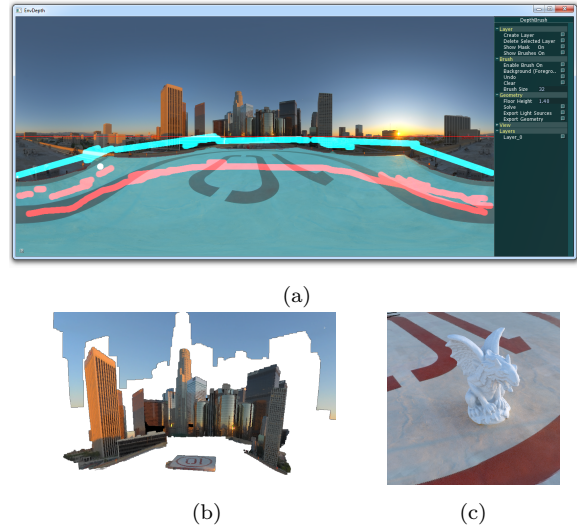 EnvDepth
DepthBrush
Layer
Create Layer
Delete Selected Layer
Show Mask On
Show Brushes On
Brush
Enable Brush On
Background (Foregro..
Undo
Clear
Brush Size 32
Geometry
Floor Height 1.48
Solve
Export Light Sources
Export Geometry
View
Layers
Layer_0
(a)
(b)
(c)